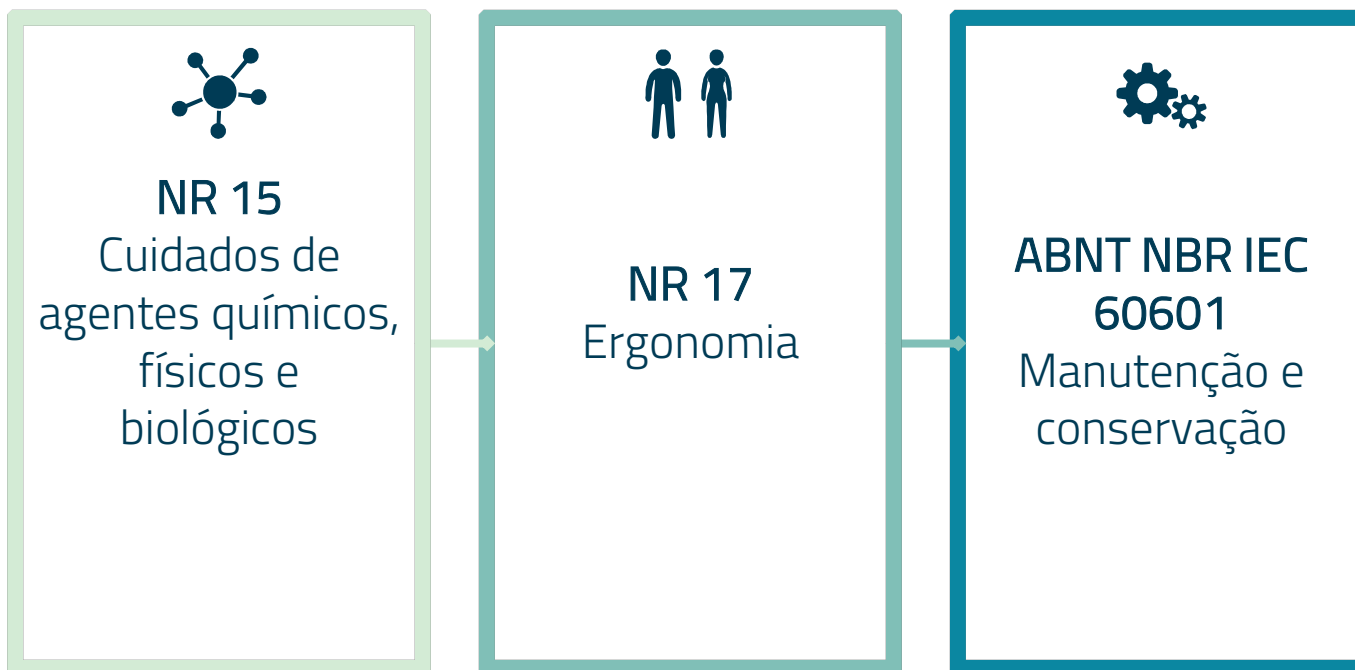 NR 15
Cuidados de
agentes químicos,
físicos e
biológicos
NR 17
Ergonomia
ABNT NBR IEC
60601
Manutenção e
conservação